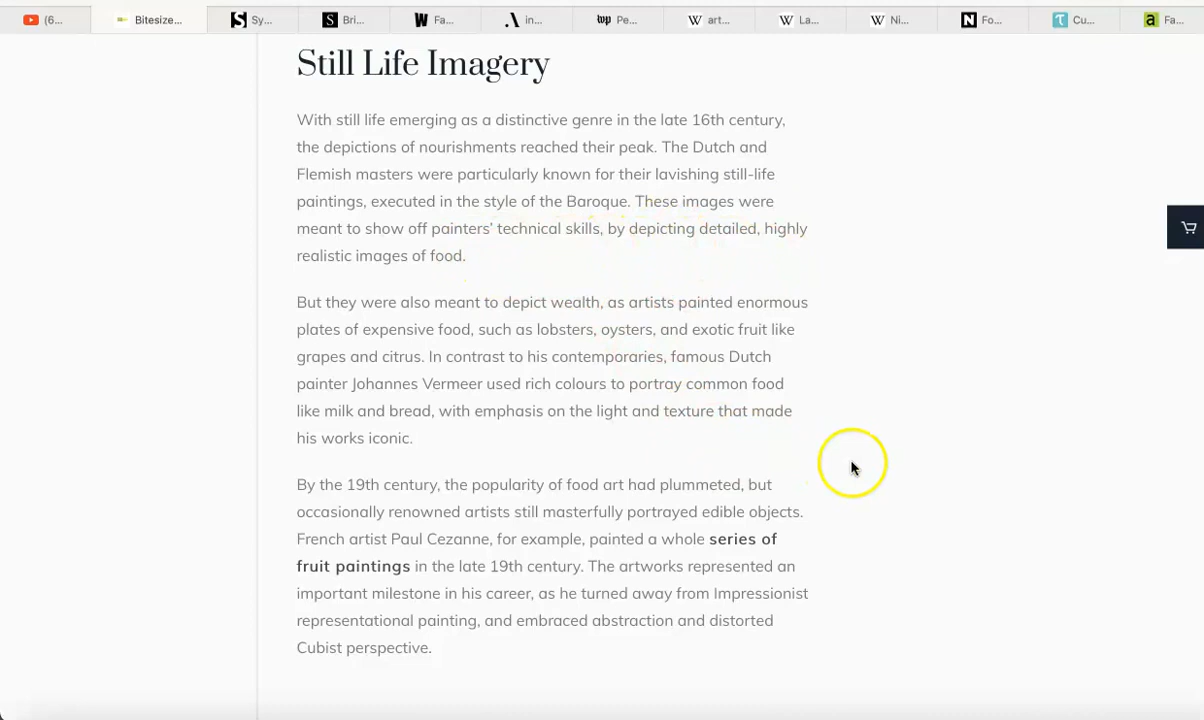 (6...
Bitesize...
Sy...
Bri...
Fa...
in...
Pe...
art...
La...
Ni...
Fo...
Cu...
Fa...
Still Life Imagery
With still life emerging as a distinctive genre in the late 16th century,
the depictions of nourishments reached their peak. The Dutch and
Flemish masters were particularly known for their lavishing still-life
paintings, executed in the style of the Baroque. These images were
meant to show off painters' technical skills, by depicting detailed, highly
realistic images of food.
But they were also meant to depict wealth, as artists painted enormous
plates of expensive food, such as lobsters, oysters, and exotic fruit like
grapes and citrus. In contrast to his contemporaries, famous Dutch
painter Johannes Vermeer used rich colours to portray common food
like milk and bread, with emphasis on the light and texture that made
his works iconic.
By the 19th century, the popularity of food art had plummeted, but
occasionally renowned artists still masterfully portrayed edible objects.
French artist Paul Cezanne, for example, painted a whole series of
fruit paintings in the late 19th century. The artworks represented an
important milestone in his career, as he turned away from Impressionist
representational painting, and embraced abstraction and distorted
Cubist perspective.